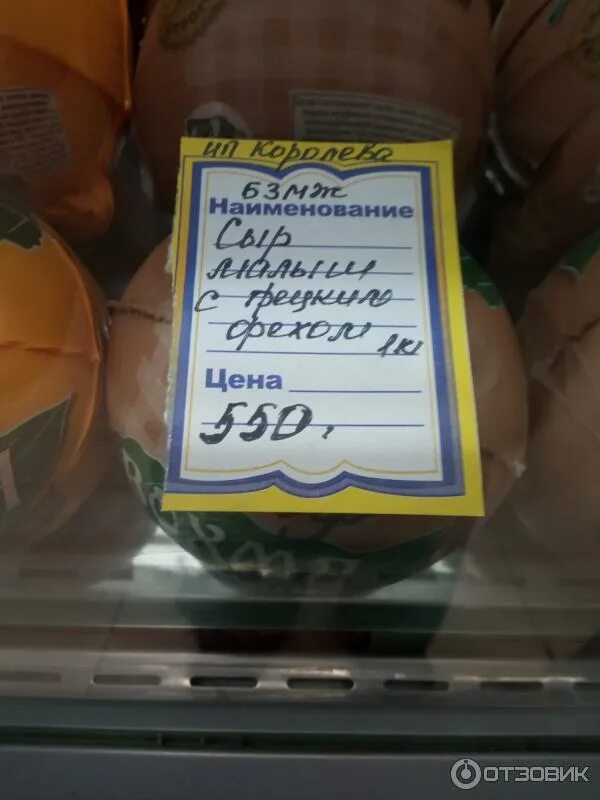 ИП Королева
БЗМЖ
Наименование
Сыр
с грецким
орехом 1кг
Цена
550.
ОТЗОВИК